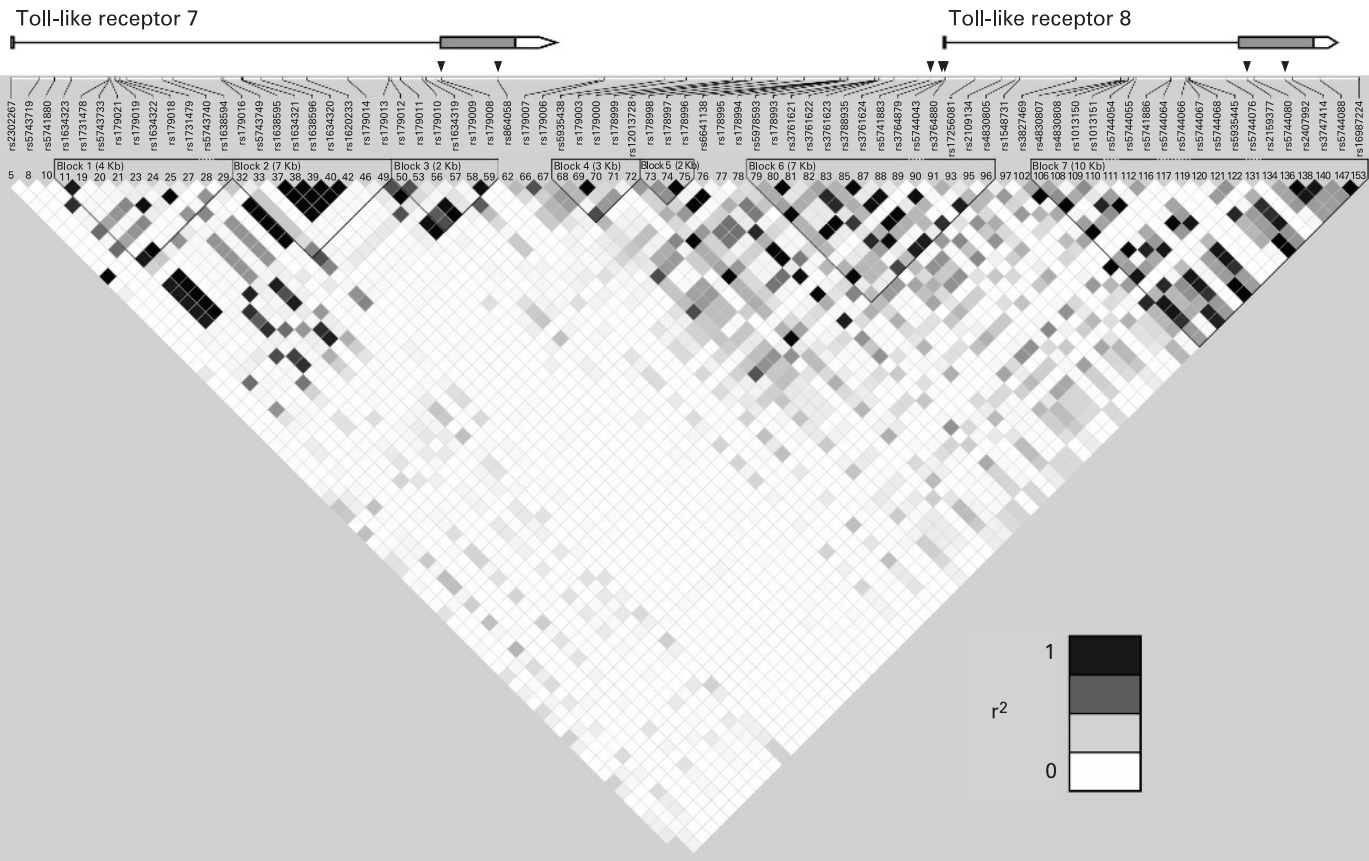 Toll-like receptor 7
Toll-like receptor 8
rs2302267
rs5743719
rs5741880
rs1634323
rs1731478
rs5743733
rs179021
rs179019
rs1634322
rs179018
rs1731479
rs5743740
rs1638594
rs179016
rs5743749
rs1638595
rs1634321
rs1638596
rs1634320
rs1620233
rs179014
rs179013
rs179012
rs179011
rs179010
rs1634319
rs179009
rs179008
rs864058
rs179007
rs179006
rs5935438
rs179003
rs179000
rs178999
rs12013728
rs178998
rs178997
rs178996
rs6641138
rs178995
rs178994
rs5978593
rs178993
rs3761621
rs3761622
rs3761623
rs3788935
rs3761624
rs5741883
rs3764879
rs5744043
rs3764880
rs17256081
rs2109134
rs4830805
rs1548731
rs3827469
rs4830807
rs4830808
rs1013150
rs1013151
rs5744054
rs5744055
rs5741886
rs5744064
rs5744066
rs5744067
rs5744068
rs5935445
rs5744076
rs2159377
rs5744080
rs2407992
rs3747414
rs5744088
rs16987224
Block 1 (4 Kb) Block 2 (7 Kb) Block 3 (2 Kb) Block 4 (3 Kb) Block 5 (2 Kb) Block 6 (7 Kb) Block 7 (10 Kb)
5 8 10 11 19 20 21 23 24 25 27 28 29 32 33 37 38 39 40 42 46 49 50 53 56 57 58 59 62 66 67 68 69 70 71 72 73 74 75 76 77 78 79 80 81 82 83 85 87 88 89 90 91 93 95 96 97 102 106 108 109 110 111 112 116 117 119 120 121 122 131 134 136 138 140 147 153
1
r²
0